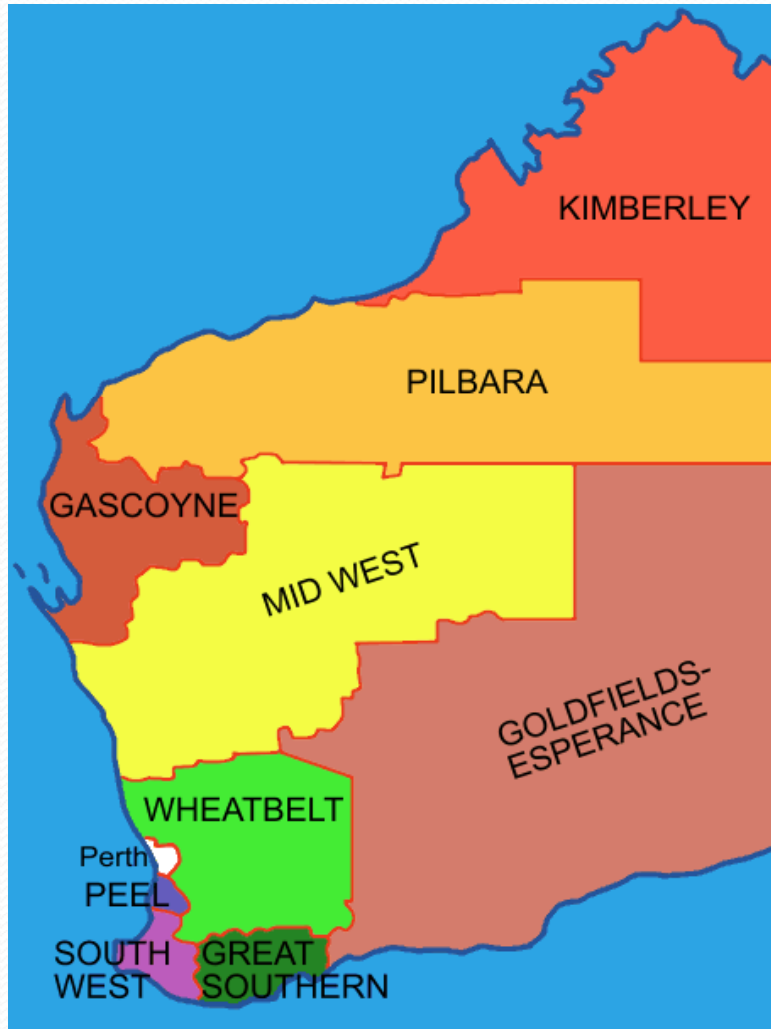 KIMBERLEY
PILBARA
GASCOYNE
MID WEST
GOLDFIELDS-
ESPERANCE
WHEATBELT
Perth
PEEL
SOUTH
WEST
GREAT
SOUTHERN